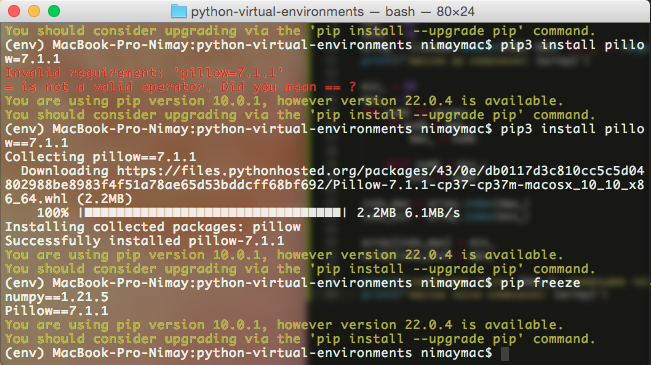 python-virtual-environments — bash — 80×24
You should consider upgrading via the 'pip install --upgrade pip' command.
(env) MacBook-Pro-Nimay:python-virtual-environments nimaymac$ pip3 install pillo
w=7.1.1
Invalid requirement: 'pillow=7.1.1'
= is not a valid operator. Did you mean == ?
You are using pip version 10.0.1, however version 22.0.4 is available.
You should consider upgrading via the 'pip install --upgrade pip' command.
(env) MacBook-Pro-Nimay:python-virtual-environments nimaymac$ pip3 install pillo
w==7.1.1
Collecting pillow==7.1.1
Downloading https://files.pythonhosted.org/packages/43/0e/db0117d3c810cc5c5d04
802988be8983f4f51a78ae65d53bddcff68bf692/Pillow-7.1.1-cp37-cp37m-macosx_10_10_x8
6_64.whl (2.2MB)
100% |████████████████████████████████| 2.2MB 6.1MB/s
Installing collected packages: pillow
Successfully installed pillow-7.1.1
You are using pip version 10.0.1, however version 22.0.4 is available.
You should consider upgrading via the 'pip install --upgrade pip' command.
(env) MacBook-Pro-Nimay:python-virtual-environments nimaymac$ pip freeze
numpy==1.21.5
Pillow==7.1.1
You are using pip version 10.0.1, however version 22.0.4 is available.
You should consider upgrading via the 'pip install --upgrade pip' command.
(env) MacBook-Pro-Nimay:python-virtual-environments nimaymac$